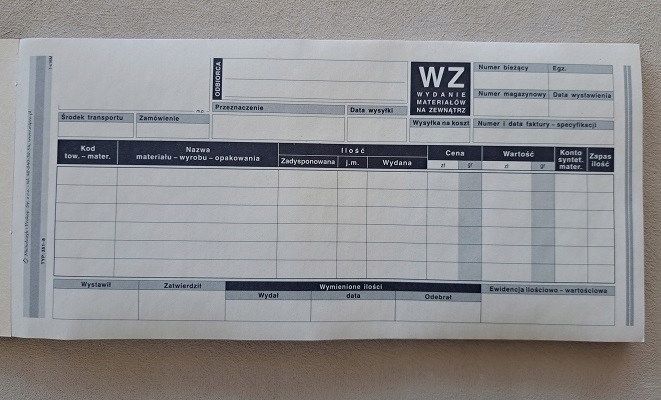 ODBIORCA
WZ
WYDANIE
MATERIAŁÓW
NA ZEWNĄTRZ
Numer bieżący
Egz.
Numer magazynowy
Data wystawienia
m.p.
Przeznaczenie
Data wysyłki
Środek transportu
Zamówienie
Wysyłka na koszt
Numer i data faktury – specyfikacji
Kod
tow. – mater.
Nazwa
materiału – wyrobu – opakowania
Ilość
Zadysponowana
j.m.
Wydana
Cena
zł
gr
Wartość
zł
gr
Konto
syntet.
mater.
Zapas
ilość
Wystawił
Zatwierdził
Wymienione ilości
Wydał
data
Odebrał
Ewidencja ilościowo – wartościowa